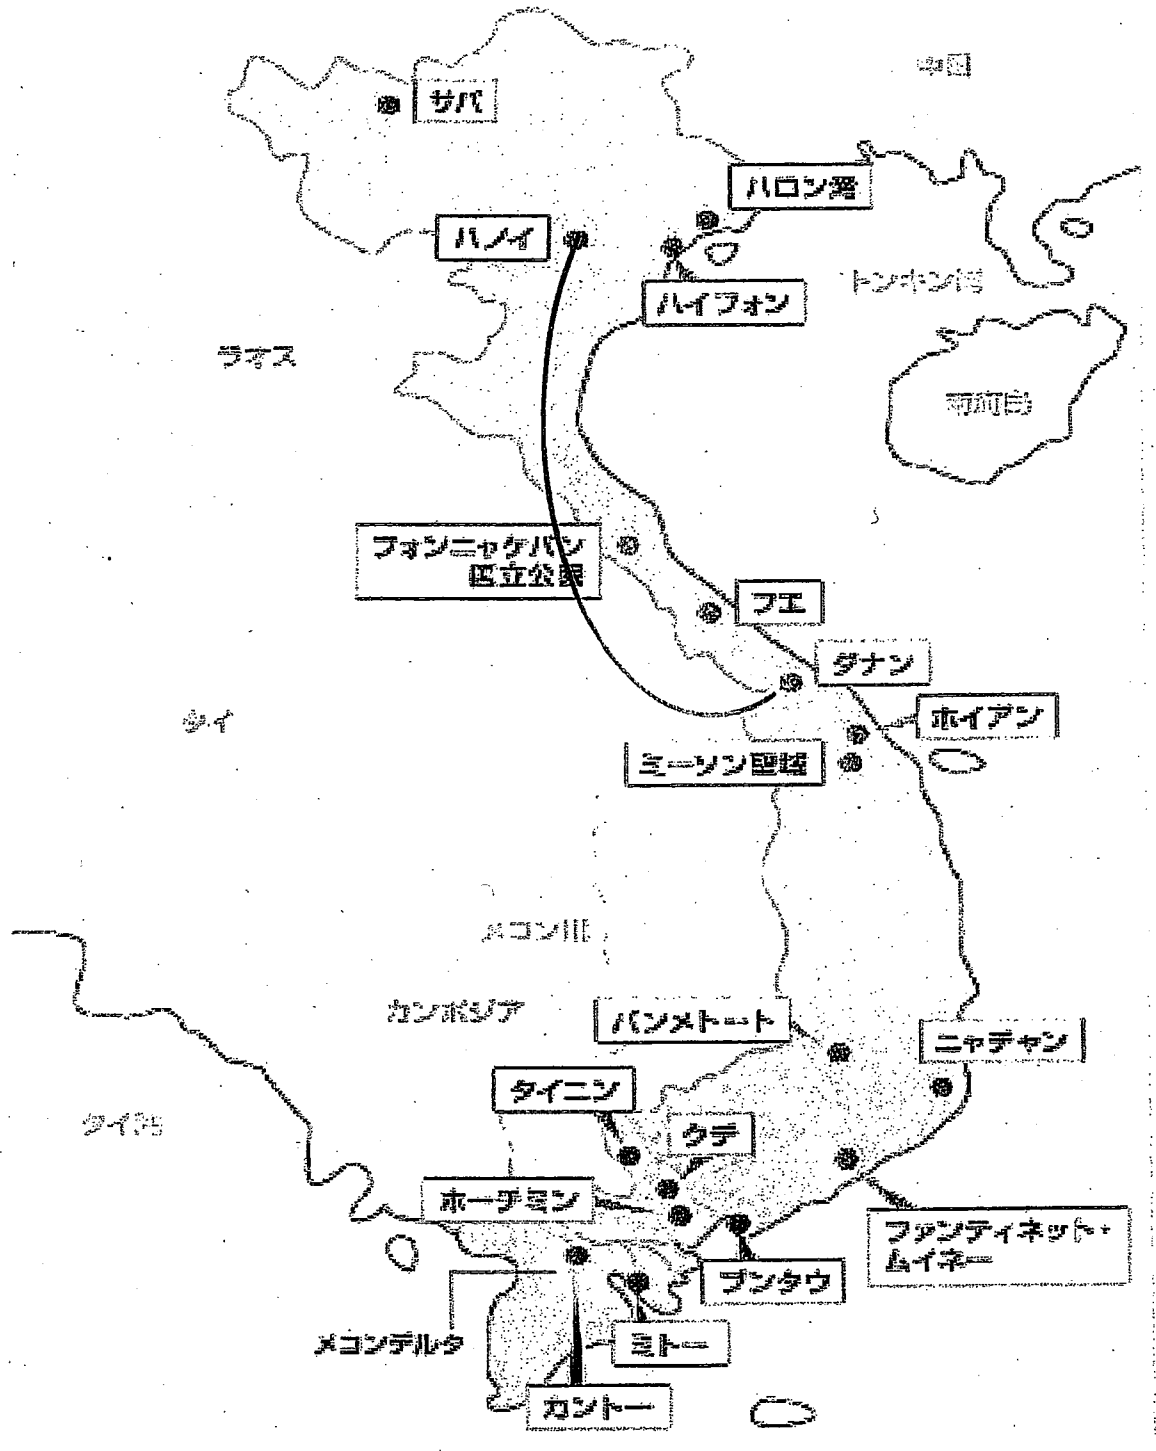 中国
サパ
ハロン湾
ハノイ
トンキン湾
ハイフォン
ラオス
海南島
フォンニャケバン
国立公園
フエ
ダナン
タイ
ホイアン
ミーソン聖域
メコン川
カンボジア
バンメトート
ニャチャン
タイニン
タイ湾
クチ
ホーチミン
ファンティネット・
ムイネー
ブンタウ
メコンデルタ
ミトー
カントー